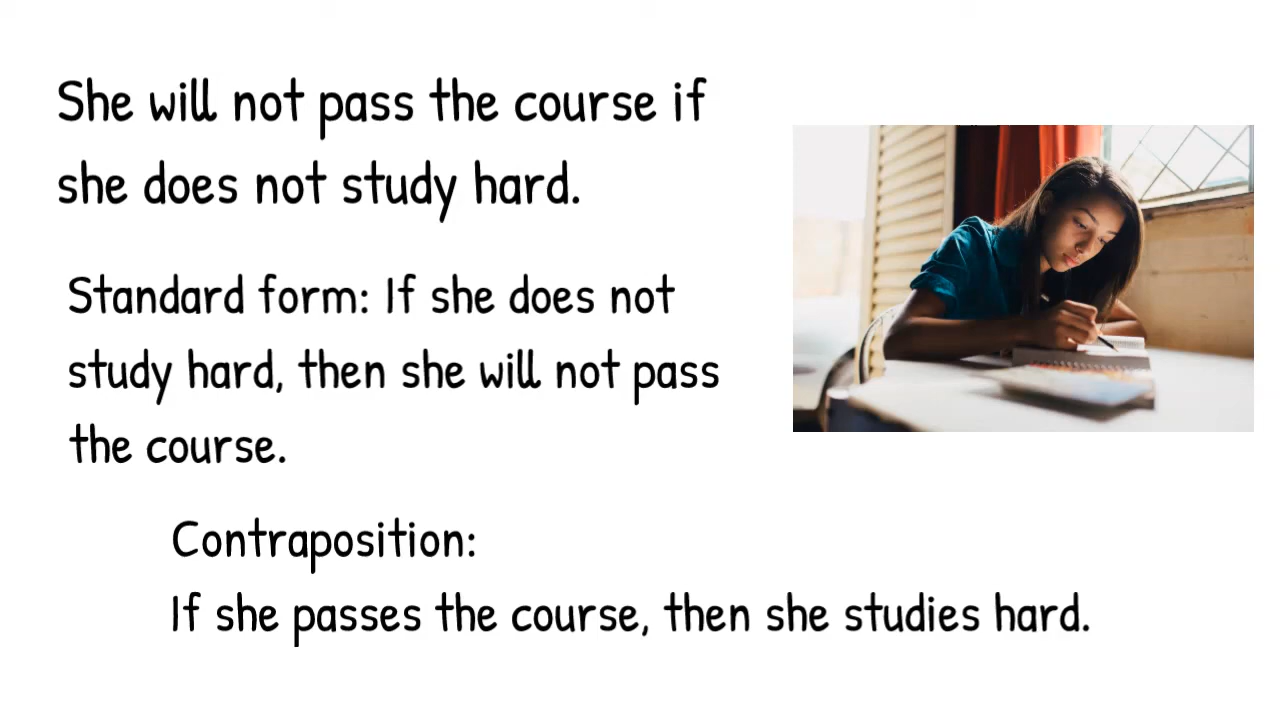 She will not pass the course if
she does not study hard.
Standard form: If she does not
study hard, then she will not pass
the course.
Contraposition:
If she passes the course, then she studies hard.